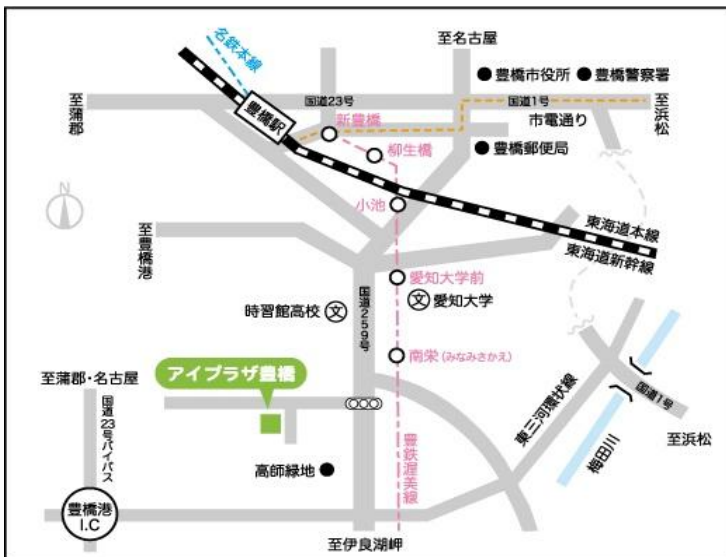 名鉄本線
至名古屋
豊橋市役所
豊橋警察署
至蒲郡
国道23号
国道1号
至浜松
豊橋駅
新豊橋
市電通り
柳生橋
豊橋郵便局
N
小池
東海道本線
東海道新幹線
至豊橋港
愛知大学前
時習館高校
文
文
愛知大学
国道259号
南栄(みなみさかえ)
アイプラザ豊橋
至蒲郡・名古屋
国道23号バイパス
東三河環状線
国道1号
至浜松
梅田川
高師緑地
豊鉄渥美線
豊橋港
I.C
至伊良湖岬